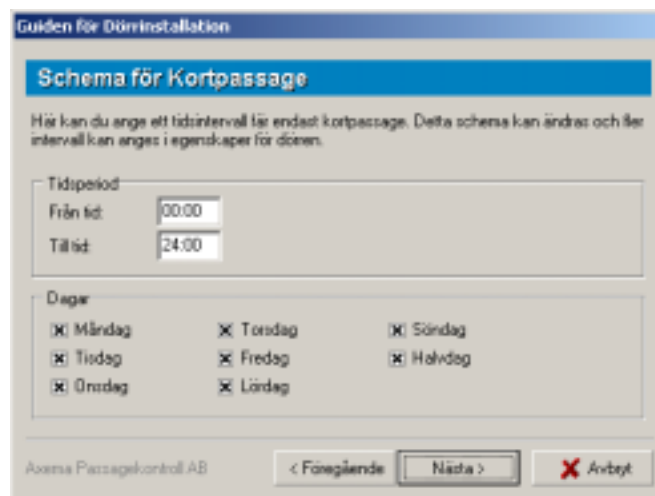 Guiden för Dörrinstallation
Schema för Kortpassage
Här kan du ange ett tidsintervall för endast kortpassage. Detta schema kan ändras och fler
intervall kan anges i egenskaper för dörren.
Tidsperiod
Från tid: 00:00
Till tid: 24:00
Dagar
Måndag Torsdag Söndag
Tisdag Fredag Halvdag
Onsdag Lördag
Axema Passagekontroll AB < Föregående Nästa > Avbryt